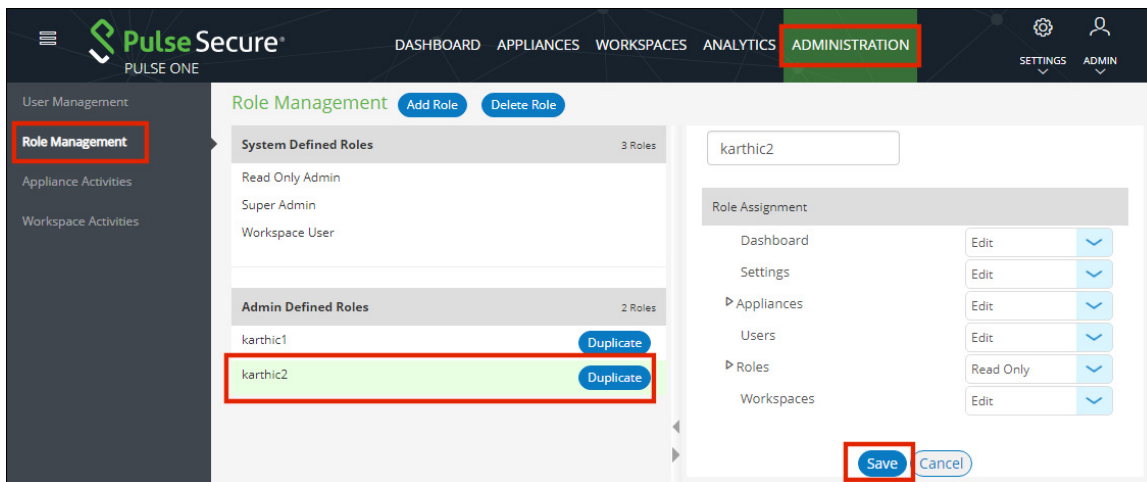 Pulse Secure®
PULSE ONE
DASHBOARD APPLIANCES WORKSPACES ANALYTICS ADMINISTRATION
SETTINGS ADMIN
User Management
Role Management
Appliance Activities
Workspace Activities
Role Management Add Role Delete Role
System Defined Roles 3 Roles
Read Only Admin
Super Admin
Workspace User
Admin Defined Roles 2 Roles
karthic1 Duplicate
karthic2 Duplicate
karthic2
Role Assignment
Dashboard Edit
Settings Edit
Appliances Edit
Users Edit
Roles Read Only
Workspaces Edit
Save Cancel